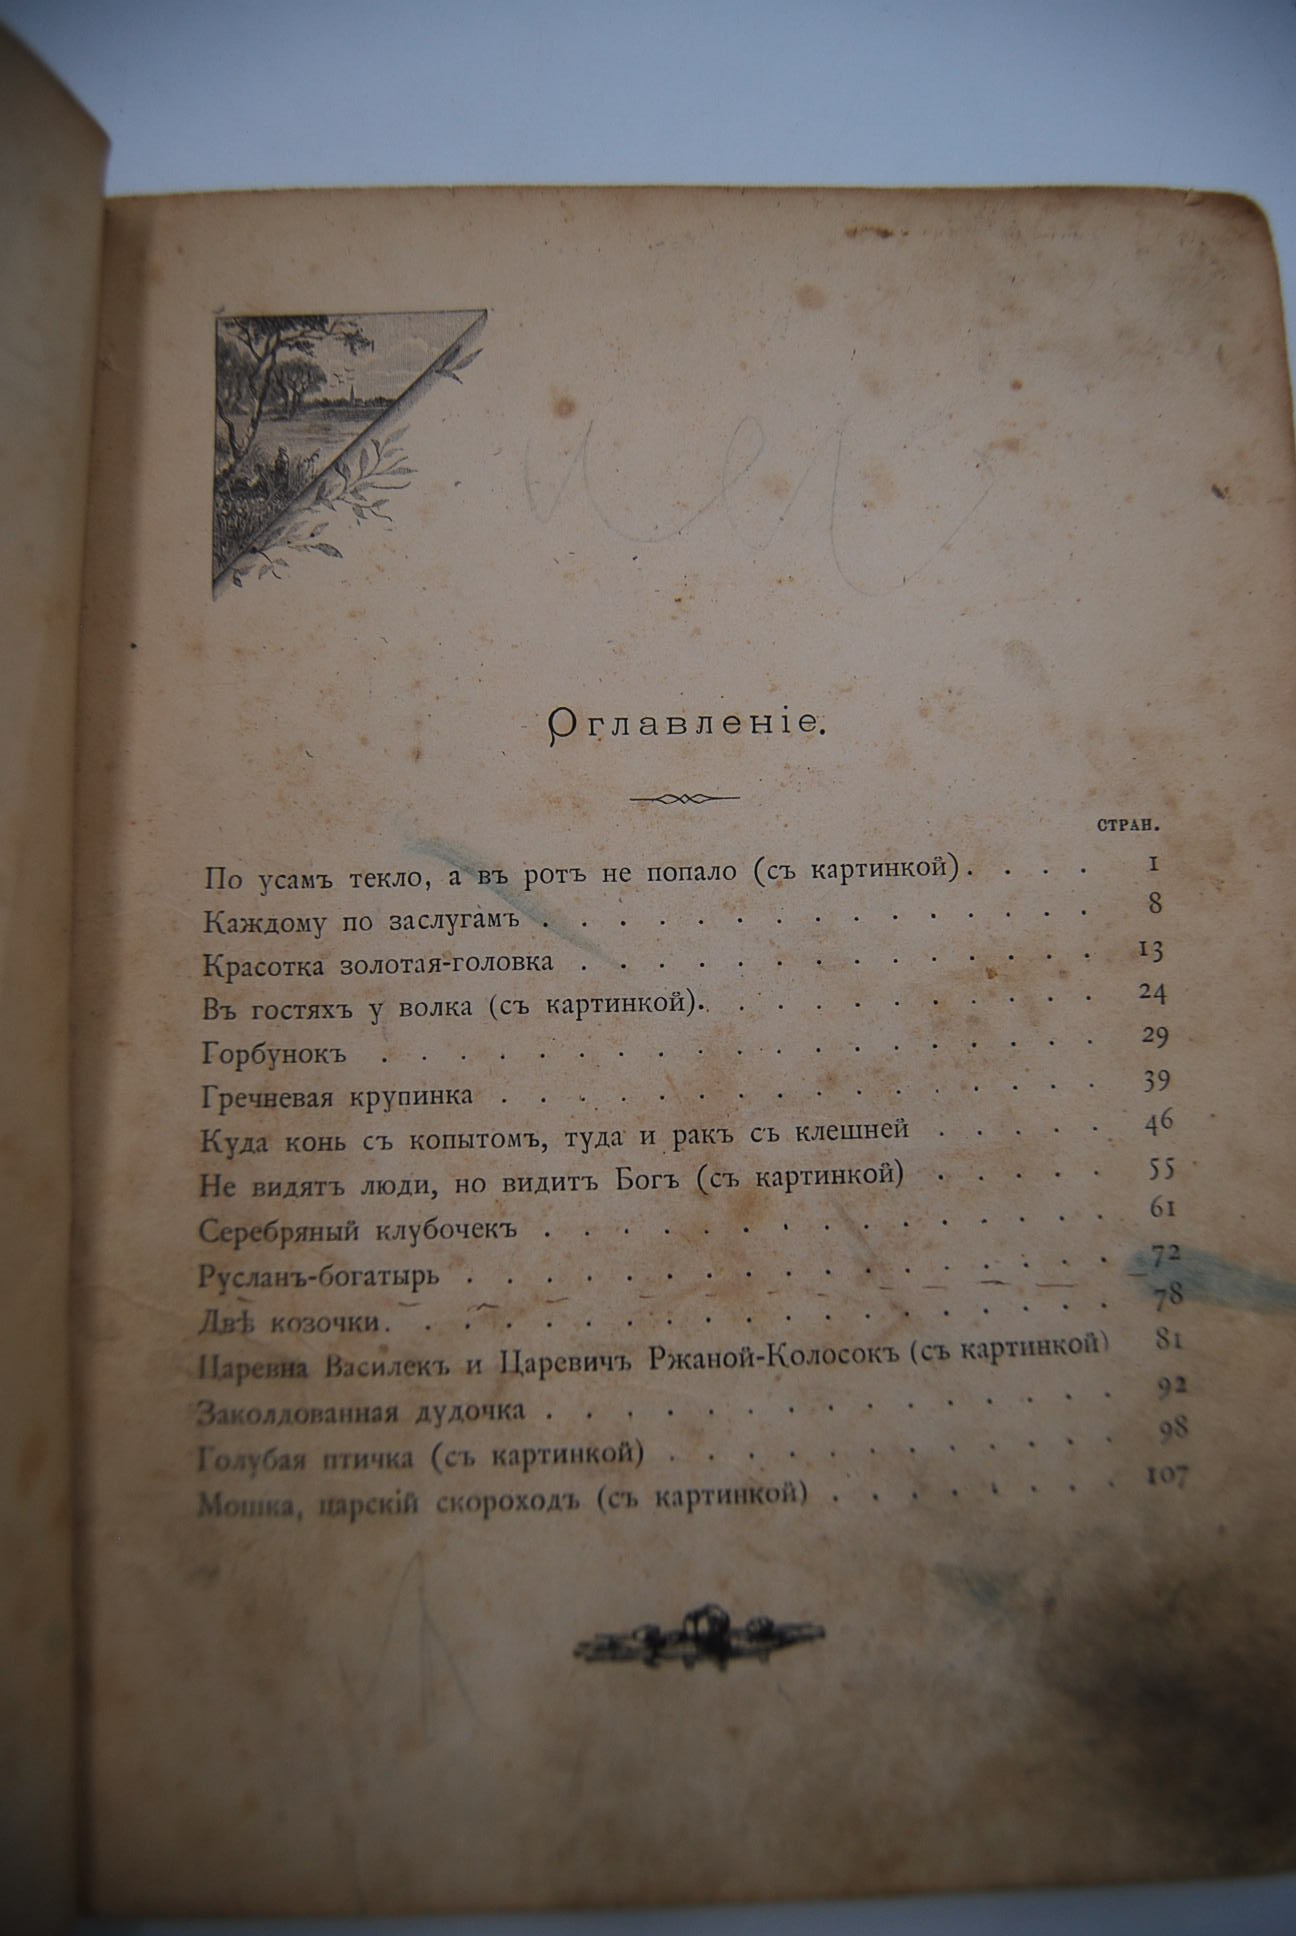 Оглавленіе.
СТРАН.
По усамъ текло, а въ ротъ не попало (съ картинкой). . . . 1
Каждому по заслугамъ . . . . . . . . . . . . . . . 8
Красотка золотая-головка . . . . . . . . . . . . . . 13
Въ гостяхъ у волка (съ картинкой). . . . . . . . . . . 24
Горбунокъ . . . . . . . . . . . . . . . . . . . 29
Гречневая крупинка . . . . . . . . . . . . . . . . 39
Куда конь съ копытомъ, туда и ракъ съ клешней . . . . . 46
Не видятъ люди, но видитъ Богъ (съ картинкой) . . . . . 55
Серебряный клубочекъ . . . . . . . . . . . . . . . 61
Русланъ-богатырь . . . . . . . . . . . . . . . . . 72
Двѣ козочки. . . . . . . . . . . . . . . . . . . 78
Царевна Василекъ и Царевичъ Ржаной-Колосокъ (съ картинкой) 81
Заколдованная дудочка . . . . . . . . . . . . . . . 92
Голубая птичка (съ картинкой) . . . . . . . . . . . . 98
Мошка, царскій скороходъ (съ картинкой) . . . . . . . . 107